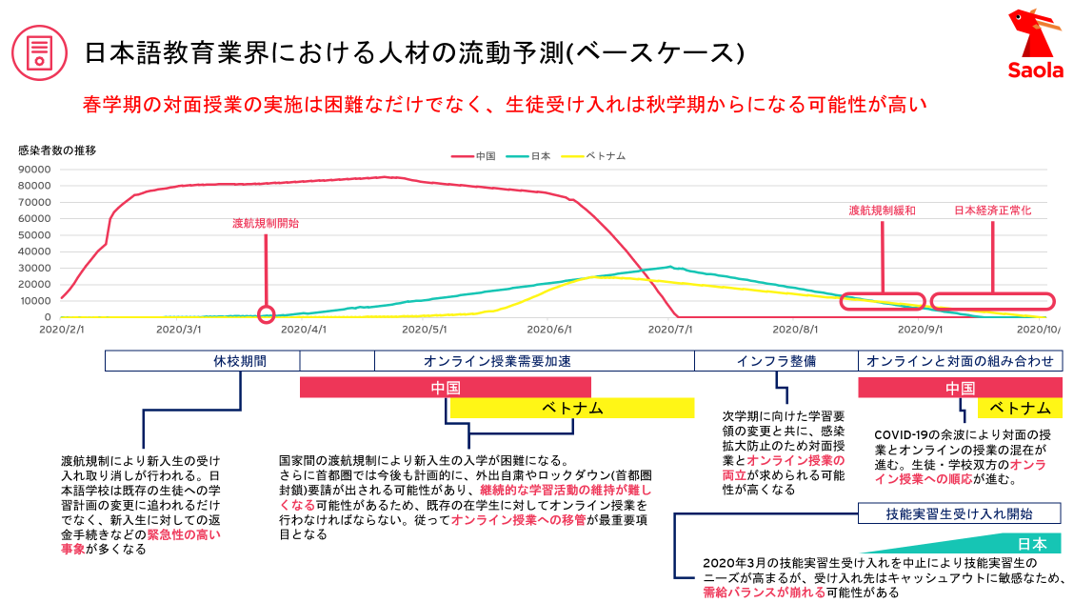 日本語教育業界における人材の流動予測(ベースケース)
Saola
春学期の対面授業の実施は困難なだけでなく、生徒受け入れは秋学期からになる可能性が高い
感染者数の推移
中国 日本 ベトナム
90000
80000
70000
60000
50000
40000
30000
20000
10000
0
渡航規制開始
渡航規制緩和
日本経済正常化
2020/2/1 2020/3/1 2020/4/1 2020/5/1 2020/6/1 2020/7/1 2020/8/1 2020/9/1 2020/10/
休校期間
オンライン授業需要加速
インフラ整備
オンラインと対面の組み合わせ
中国
ベトナム
中国
ベトナム
渡航規制により新入生の受け
入れ取り消しが行われる。日
本語学校は既存の生徒への学
習計画の変更に追われるだけ
でなく、新入生に対しての返
金手続きなどの緊急性の高い
事象が多くなる
国家間の渡航規制により新入生の入学が困難になる。
さらに首都圏では今後も計画的に、外出自粛やロックダウン(首都圏
封鎖)要請が出される可能性があり、継続的な学習活動の維持が難し
くなる可能性があるため、既存の在学生に対してオンライン授業を
行わなければならない。従ってオンライン授業への移管が最重要項
目となる
次学期に向けた学習要
領の変更と共に、感染
拡大防止のため対面授
業とオンライン授業の
両立が求められる可能
性が高くなる
COVID-19の余波により対面の授
業とオンラインの授業の混在が
進む。生徒・学校双方のオンラ
イン授業への順応が進む。
技能実習生受け入れ開始
日本
2020年3月の技能実習生受け入れを中止により技能実習生の
ニーズが高まるが、受け入れ先はキャッシュアウトに敏感なため、
需給バランスが崩れる可能性がある